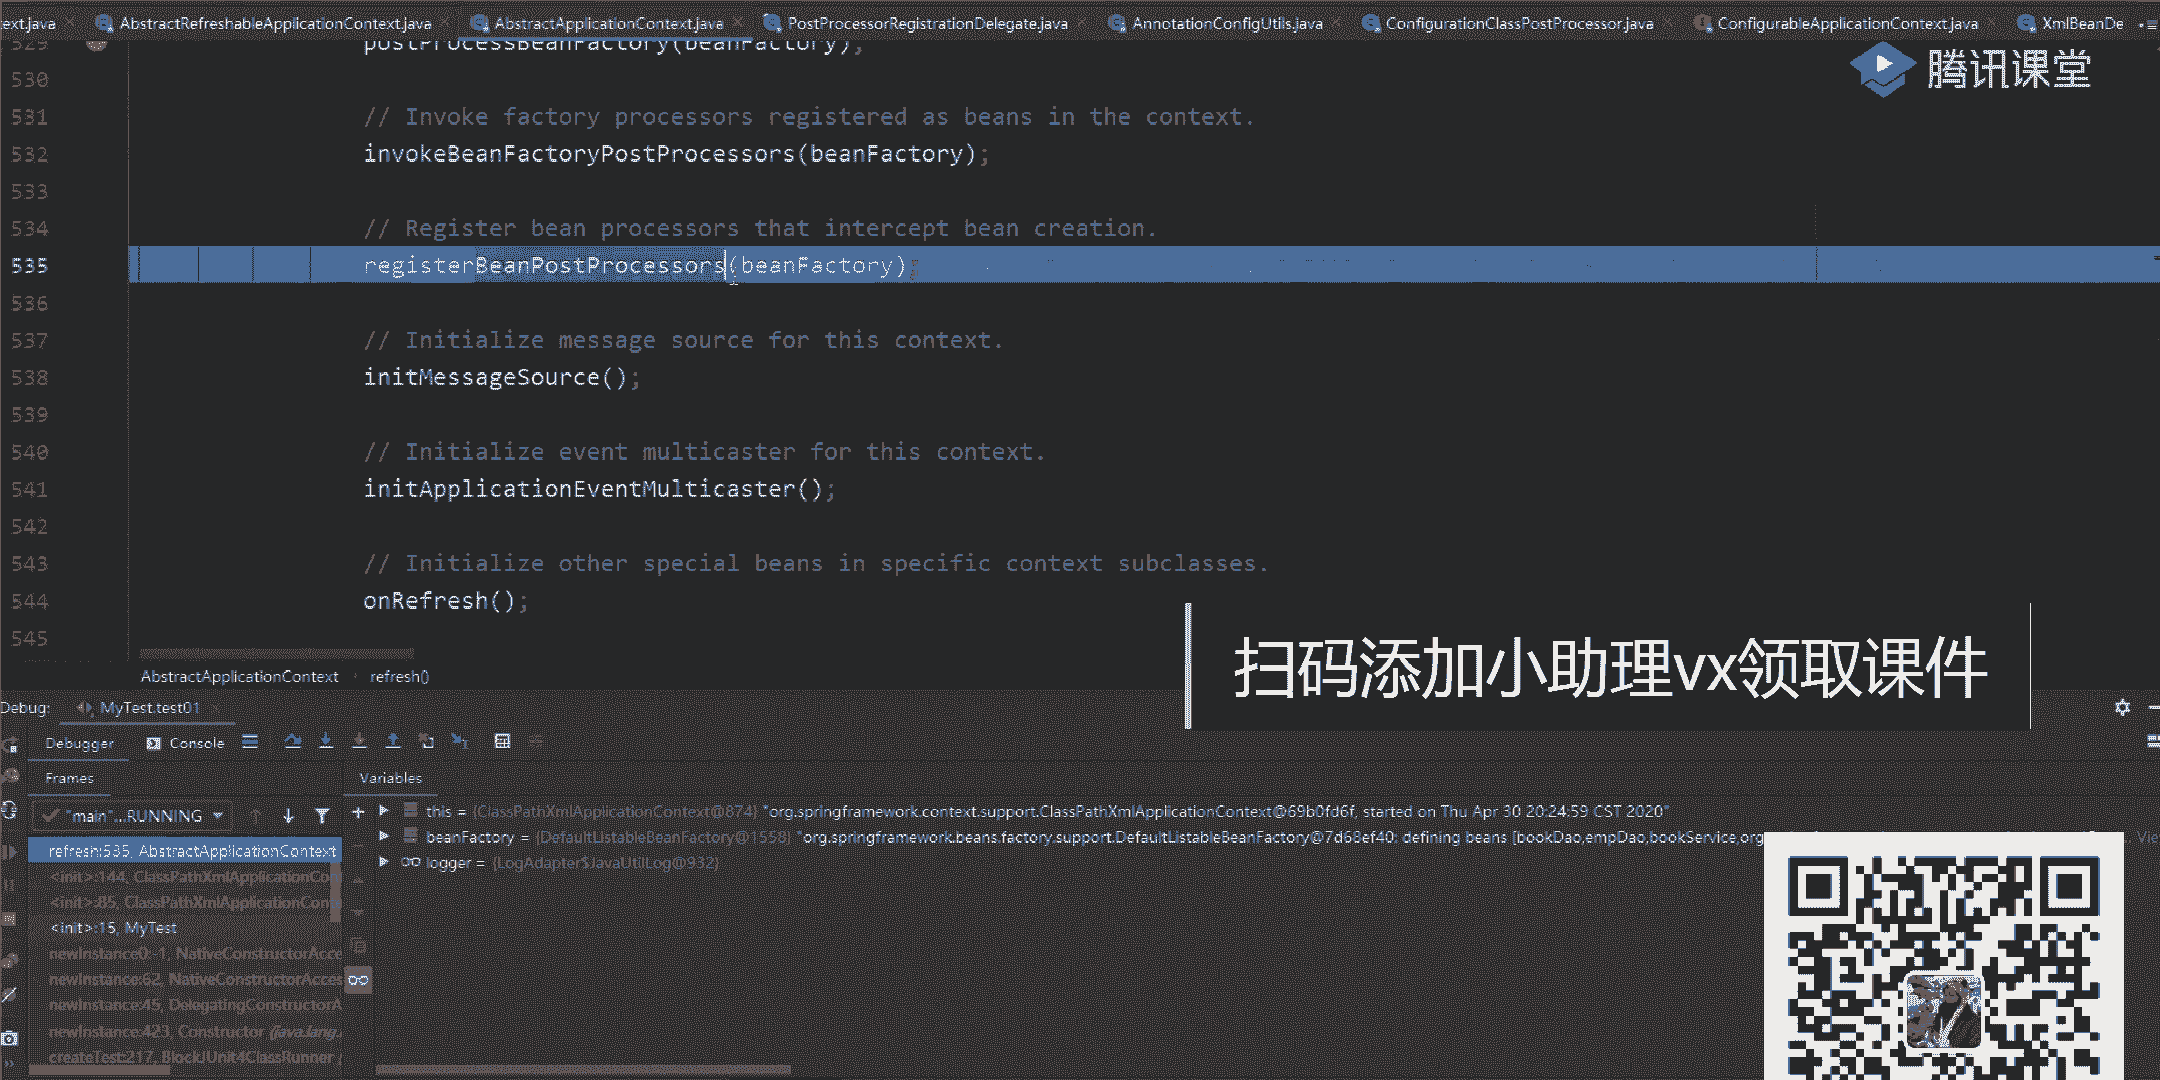 ext.java AbstractRefreshableApplicationContext.java AbstractApplicationContext.java PostProcessorRegistrationDelegate.java AnnotationConfigUtils.java ConfigurationClassPostProcessor.java ConfigurableApplicationContext.java XmlBeanDe
腾讯课堂
529 postProcessBeanFactory(beanFactory);
530
531 // Invoke factory processors registered as beans in the context.
532 invokeBeanFactoryPostProcessors(beanFactory);
533
534 // Register bean processors that intercept bean creation.
535 registerBeanPostProcessors(beanFactory)
536
537 // Initialize message source for this context.
538 initMessageSource();
539
540 // Initialize event multicaster for this context.
541 initApplicationEventMulticaster();
542
543 // Initialize other special beans in specific context subclasses.
544 onRefresh();
545
扫码添加小助理vx领取课件
AbstractApplicationContext refresh()
Debug: MyTest.test01
Debugger Console
Frames Variables
"main"...RUNNING
this = {ClassPathXmlApplicationContext@874} "org.springframework.context.support.ClassPathXmlApplicationContext@69b0fd6f, started on Thu Apr 30 20:24:59 CST 2020"
beanFactory = {DefaultListableBeanFactory@1558} "org.springframework.beans.factory.support.DefaultListableBeanFactory@7d68ef40: defining beans [bookDao,empDao,bookService,org
Vie
logger = {LogAdapter$JavaUtilLog@932}
refresh:535, AbstractApplicationContext
<init>:144, ClassPathXmlApplicationCo
<init>:85, ClassPathXmlApplicationCon
<init>:15, MyTest
newInstance0:-1, NativeConstructorAcce
newInstance:62, NativeConstructorAcces
newInstance:45, DelegatingConstructorA
newInstance:423, Constructor (java.lang.
createTest:217, BlockJUnit4ClassRunner